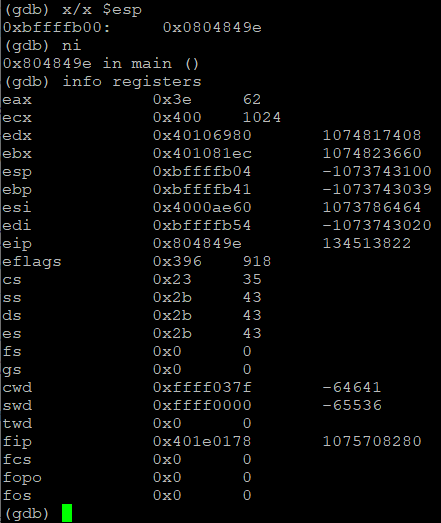 (gdb) x/x $esp
0xbffffb00:     0x0804849e
(gdb) ni
0x804849e in main ()
(gdb) info registers
eax            0x3e     62
ecx            0x400    1024
edx            0x40106980       1074817408
ebx            0x401081ec       1074823660
esp            0xbffffb04       -1073743100
ebp            0xbffffb41       -1073743039
esi            0x4000ae60       1073786464
edi            0xbffffb54       -1073743020
eip            0x804849e        134513822
eflags         0x396    918
cs             0x23     35
ss             0x2b     43
ds             0x2b     43
es             0x2b     43
fs             0x0      0
gs             0x0      0
cwd            0xffff037f       -64641
swd            0xffff0000       -65536
twd            0x0      0
fip            0x401e0178       1075708280
fcs            0x0      0
fopo           0x0      0
fos            0x0      0
(gdb)